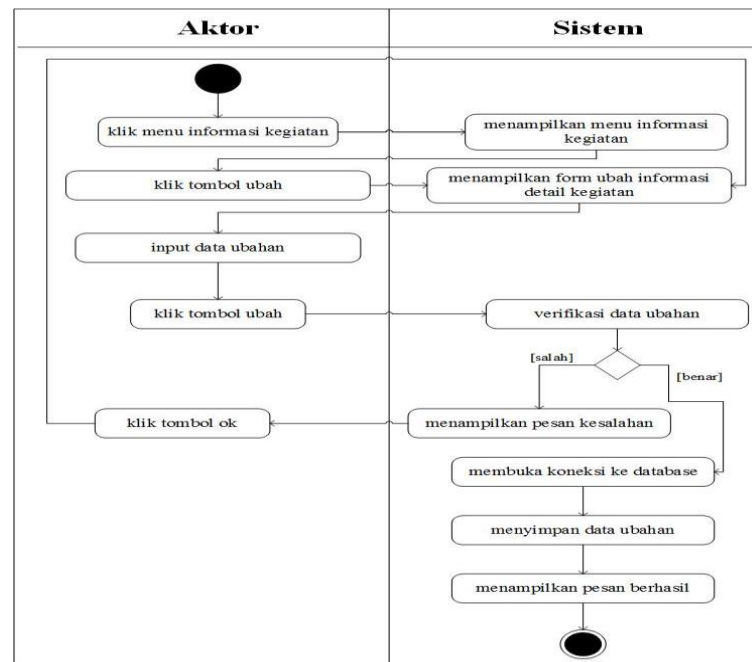 Aktor
Sistem
klik menu informasi kegiatan
menampilkan menu informasi
kegiatan
klik tombol ubah
menampilkan form ubah informasi
detail kegiatan
input data ubahan
klik tombol ubah
verifikasi data ubahan
[salah]
[benar]
klik tombol ok
menampilkan pesan kesalahan
membuka koneksi ke database
menyimpan data ubahan
menampilkan pesan berhasil